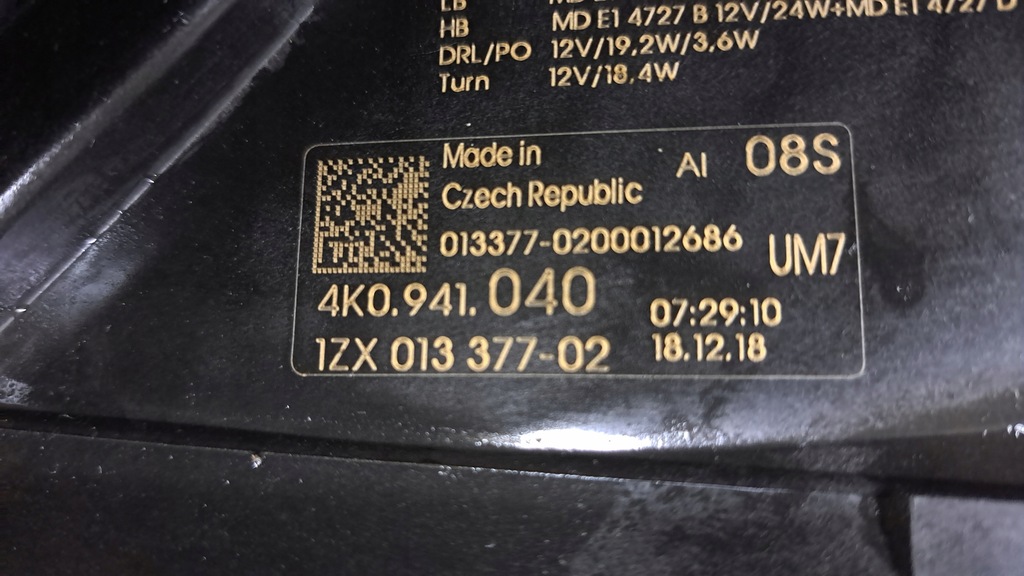 LB
HB MD E1 4727 B 12V/24W+MD E1 4727 D
DRL/PO 12V/19,2W/3,6W
Turn 12V/18,4W
Made in AI 08S
Czech Republic
013377-0200012686 UM7
4K0.941.040 07:29:10
1ZX 013 377-02 18.12.18